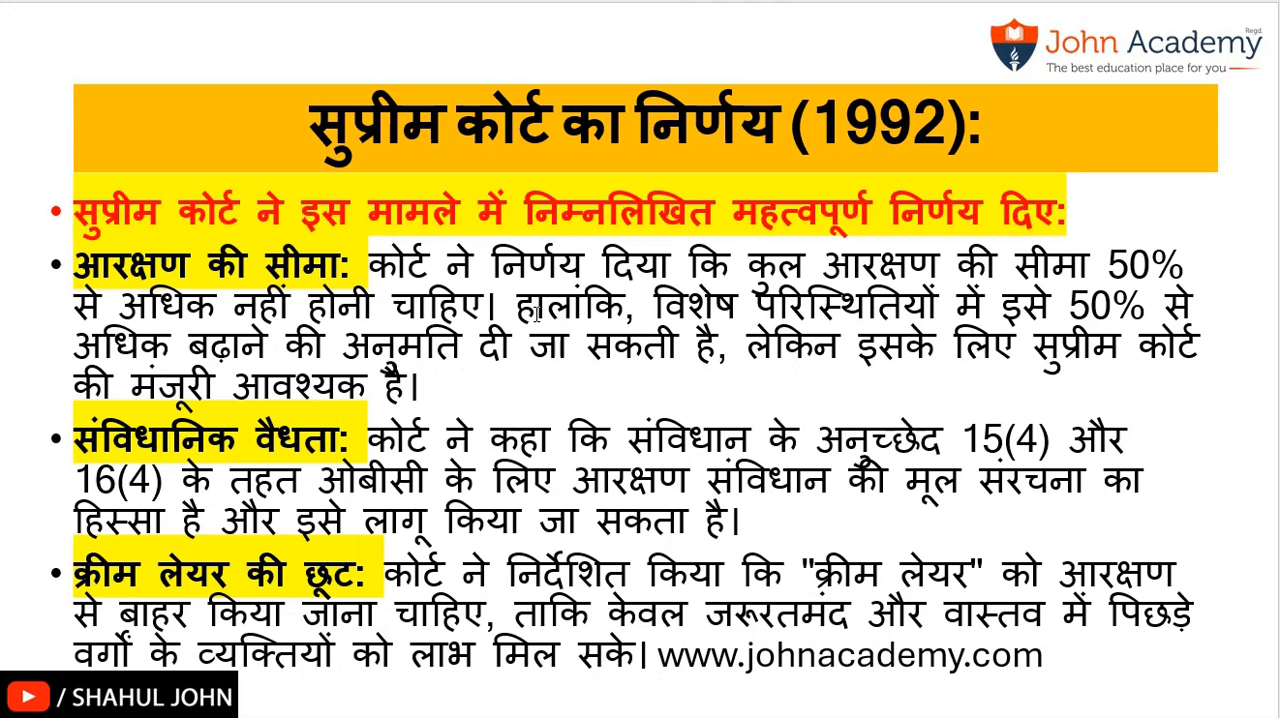 John Academy Regd.
The best education place for you
सुप्रीम कोर्ट का निर्णय (1992):
• सुप्रीम कोर्ट ने इस मामले में निम्नलिखित महत्वपूर्ण निर्णय दिए:
• आरक्षण की सीमा: कोर्ट ने निर्णय दिया कि कुल आरक्षण की सीमा 50%
से अधिक नहीं होनी चाहिए। हालांकि, विशेष परिस्थितियों में इसे 50% से
अधिक बढ़ाने की अनुमति दी जा सकती है, लेकिन इसके लिए सुप्रीम कोर्ट
की मंजूरी आवश्यक है।
• संविधानिक वैधता: कोर्ट ने कहा कि संविधान के अनुच्छेद 15(4) और
16(4) के तहत ओबीसी के लिए आरक्षण संविधान की मूल संरचना का
हिस्सा है और इसे लागू किया जा सकता है।
• क्रीम लेयर की छूट: कोर्ट ने निर्देशित किया कि "क्रीम लेयर" को आरक्षण
से बाहर किया जाना चाहिए, ताकि केवल जरूरतमंद और वास्तव में पिछड़े
वर्गों के व्यक्तियों को लाभ मिल सके। www.johnacademy.com
/ SHAHUL JOHN